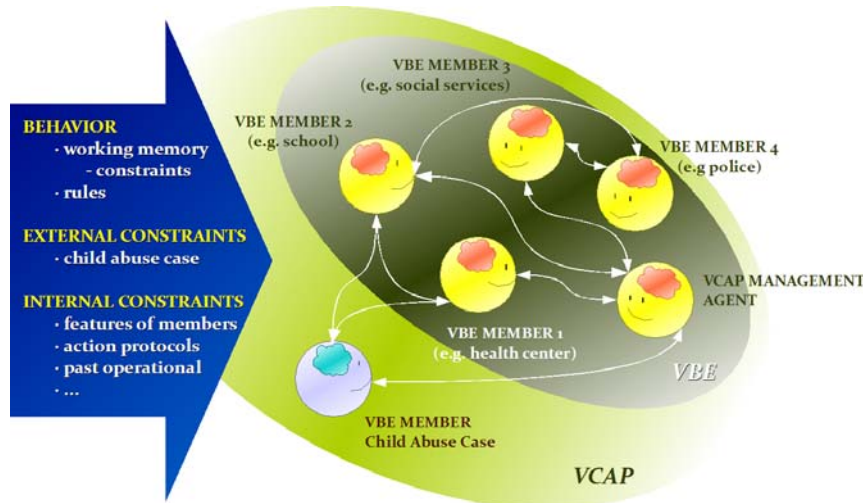 BEHAVIOR
· working memory
- constraints
· rules
EXTERNAL CONSTRAINTS
· child abuse case
INTERNAL CONSTRAINTS
· features of members
· action protocols
· past operational
· ...
VBE MEMBER 3
(e.g. social services)
VBE MEMBER 2
(e.g. school)
VBE MEMBER 4
(e.g police)
VCAP MANAGEMENT
AGENT
VBE MEMBER 1
(e.g. health center)
VBE
VBE MEMBER
Child Abuse Case
VCAP